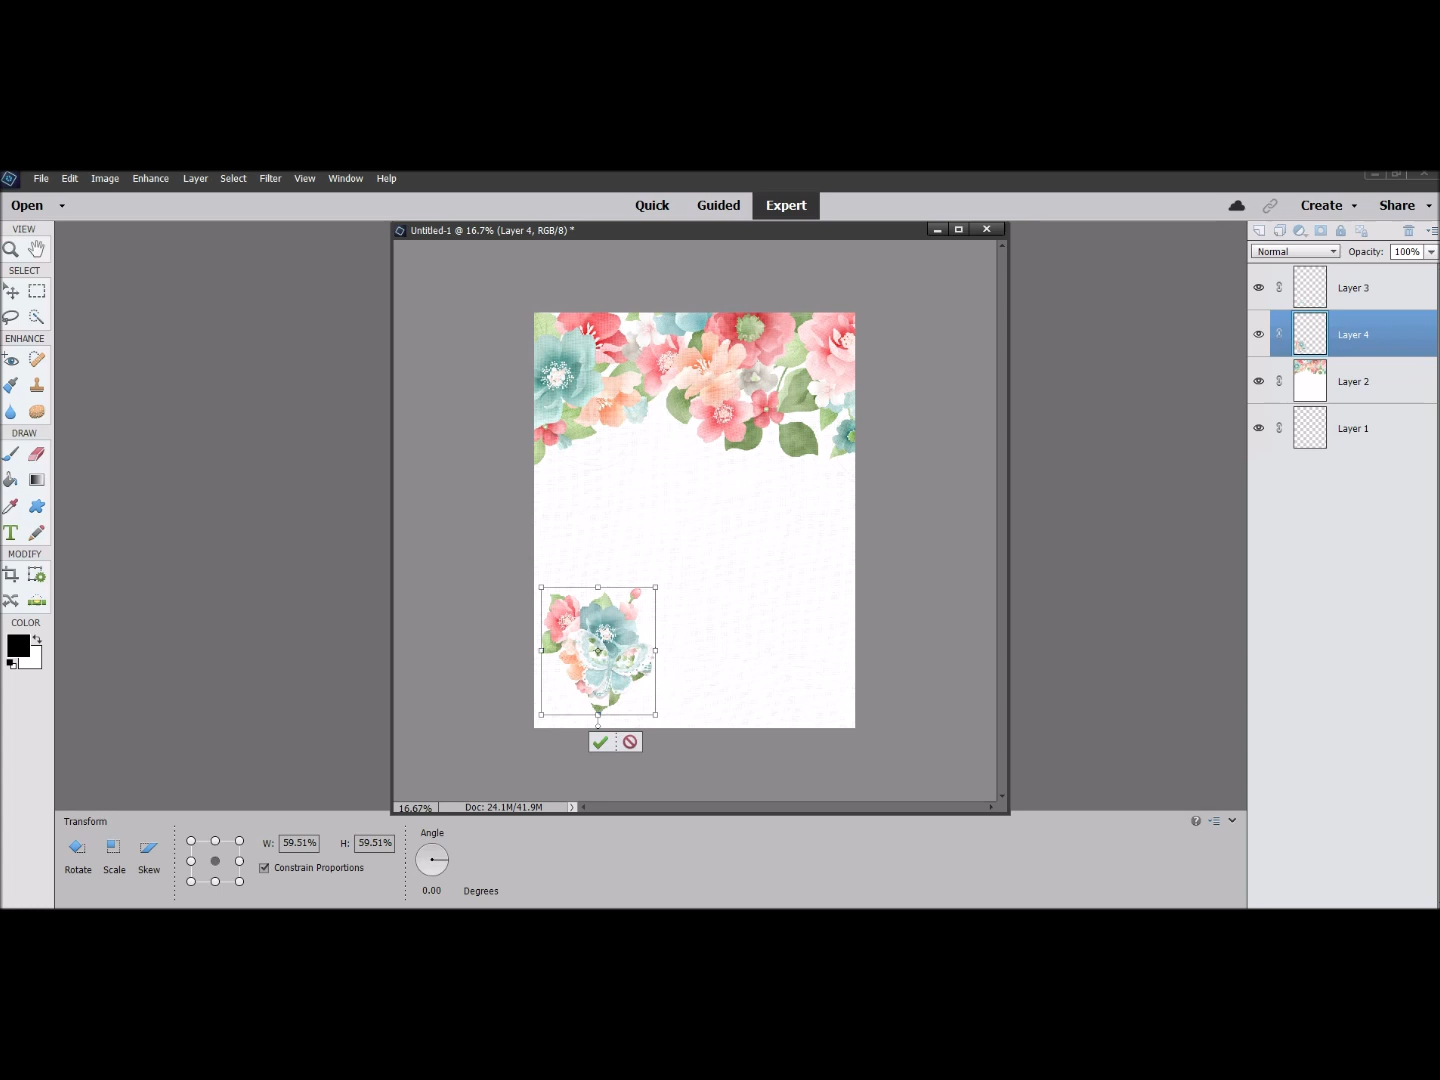 File Edit Image Enhance Layer Select Filter View Window Help
Open Quick Guided Expert Create Share
VIEW
Untitled-1 @ 16.7% (Layer 4, RGB/8) *
Normal Opacity: 100%
SELECT
Layer 3
ENHANCE
Layer 4
Layer 2
Layer 1
DRAW
T
MODIFY
COLOR
16.67% Doc: 24.1M/41.9M
Transform
W: 59.51% H: 59.51%
Angle
Rotate Scale Skew
Constrain Proportions
0.00 Degrees